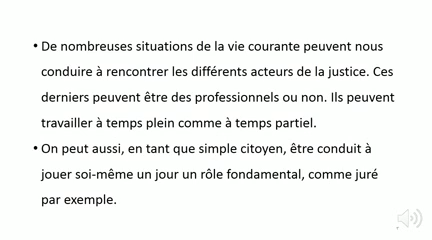 • De nombreuses situations de la vie courante peuvent nous
conduire à rencontrer les différents acteurs de la justice. Ces
derniers peuvent être des professionnels ou non. Ils peuvent
travailler à temps plein comme à temps partiel.
• On peut aussi, en tant que simple citoyen, être conduit à
jouer soi-même un jour un rôle fondamental, comme juré
par exemple.